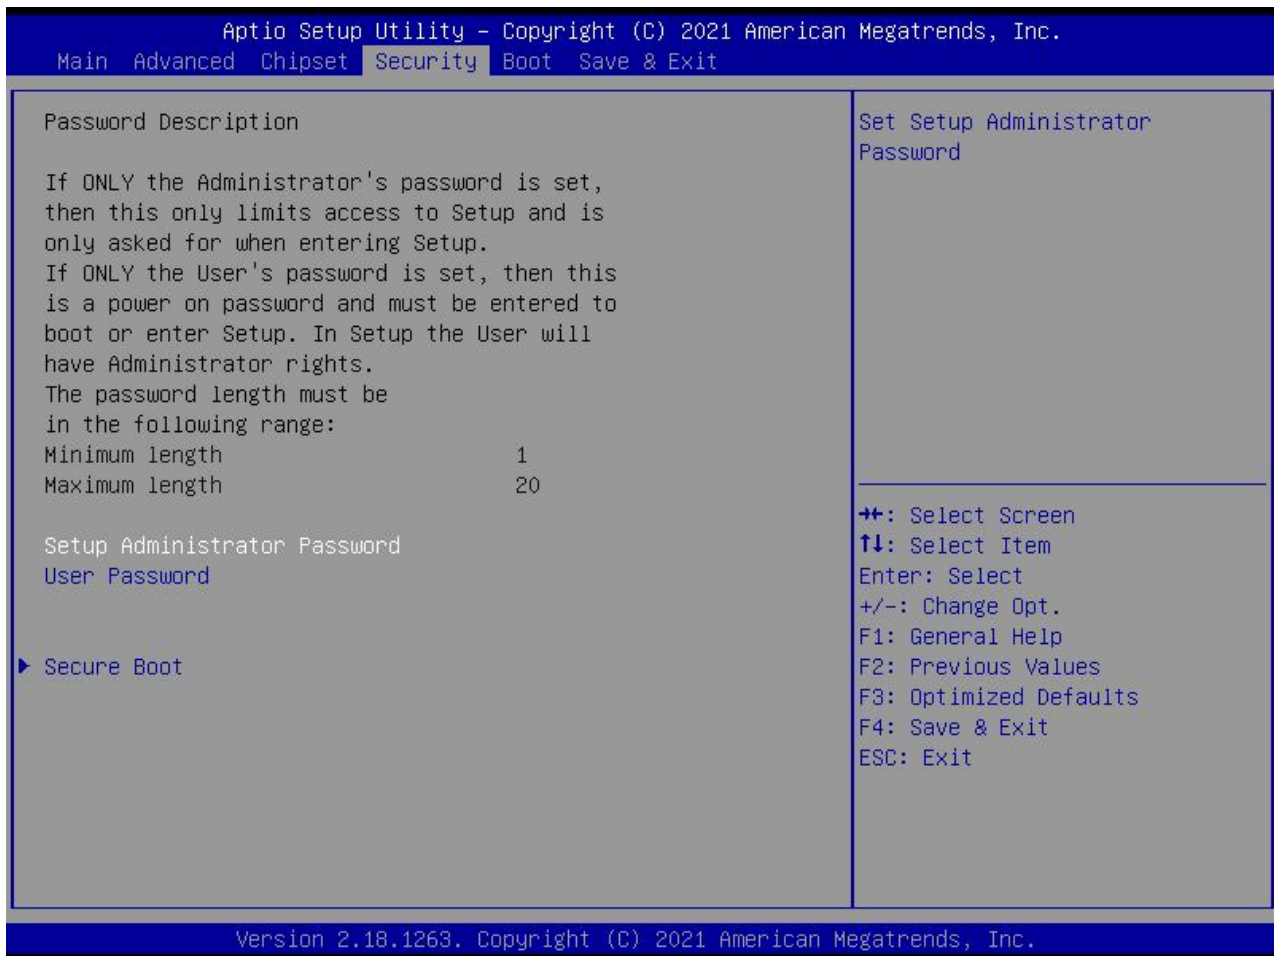 Aptio Setup Utility – Copyright (C) 2021 American Megatrends, Inc.
Main Advanced Chipset Security Boot Save & Exit
Password Description
If ONLY the Administrator's password is set,
then this only limits access to Setup and is
only asked for when entering Setup.
If ONLY the User's password is set, then this
is a power on password and must be entered to
boot or enter Setup. In Setup the User will
have Administrator rights.
The password length must be
in the following range:
Minimum length 1
Maximum length 20
Setup Administrator Password
User Password
Secure Boot
Set Setup Administrator
Password
→←: Select Screen
↑↓: Select Item
Enter: Select
+/-: Change Opt.
F1: General Help
F2: Previous Values
F3: Optimized Defaults
F4: Save & Exit
ESC: Exit
Version 2.18.1263. Copyright (C) 2021 American Megatrends, Inc.